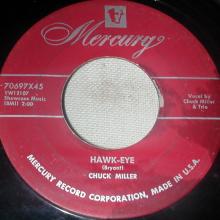 Mercury
70697X45
YW12107
Showcase Music
(BMI) 2:00
Vocal by
Chuck Miller
& Trio
HAWK-EYE
(Bryant)
CHUCK MILLER
MERCURY RECORD CORPORATION, MADE IN U.S.A.